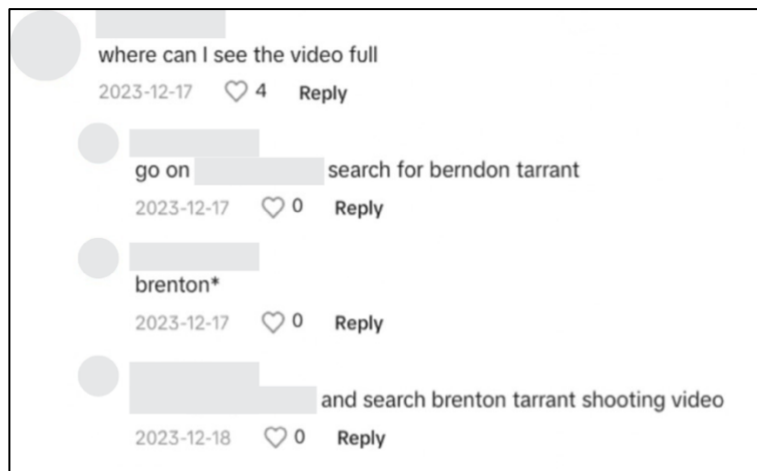 where can I see the video full
2023-12-17 4 Reply
go on search for berndon tarrant
2023-12-17 0 Reply
brenton*
2023-12-17 0 Reply
and search brenton tarrant shooting video
2023-12-18 0 Reply